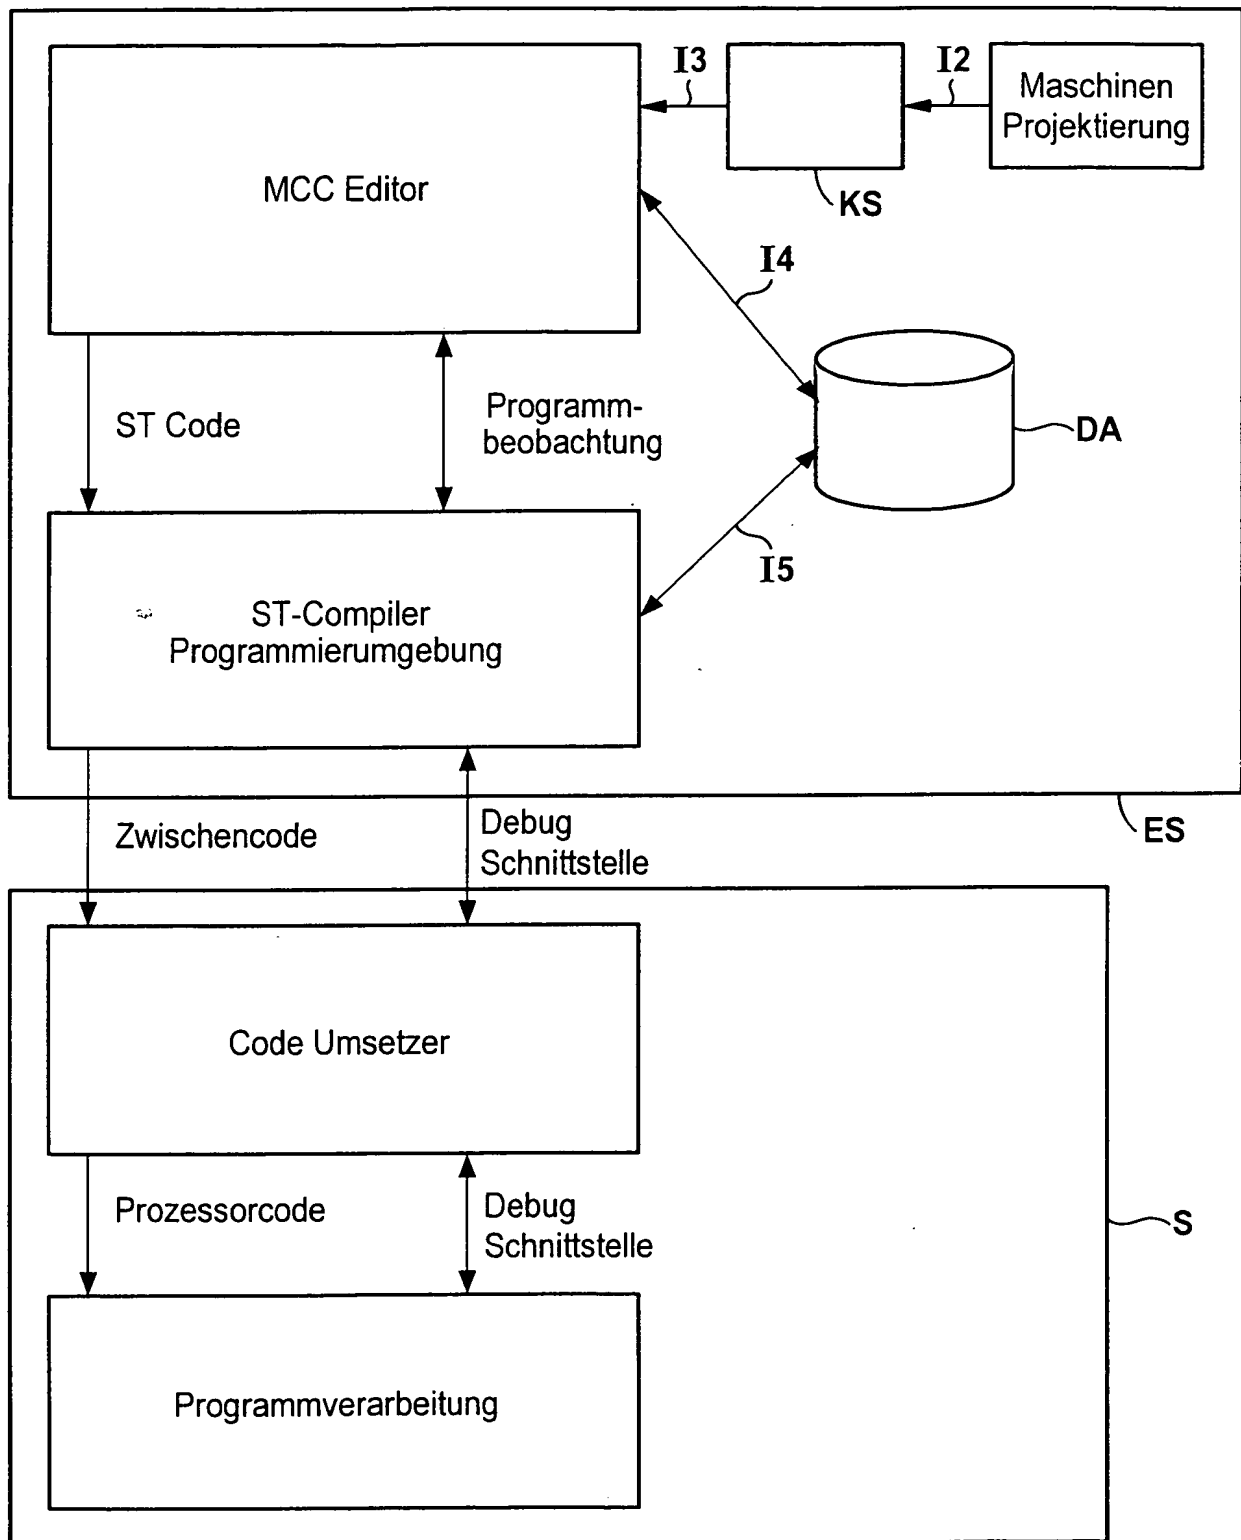 I3
I2
Maschinen
Projektierung
MCC Editor
KS
I4
ST Code
Programm-
beobachtung
DA
I5
ST-Compiler
Programmierumgebung
ES
Zwischencode
Debug
Schnittstelle
Code Umsetzer
Prozessorcode
Debug
Schnittstelle
S
Programmverarbeitung